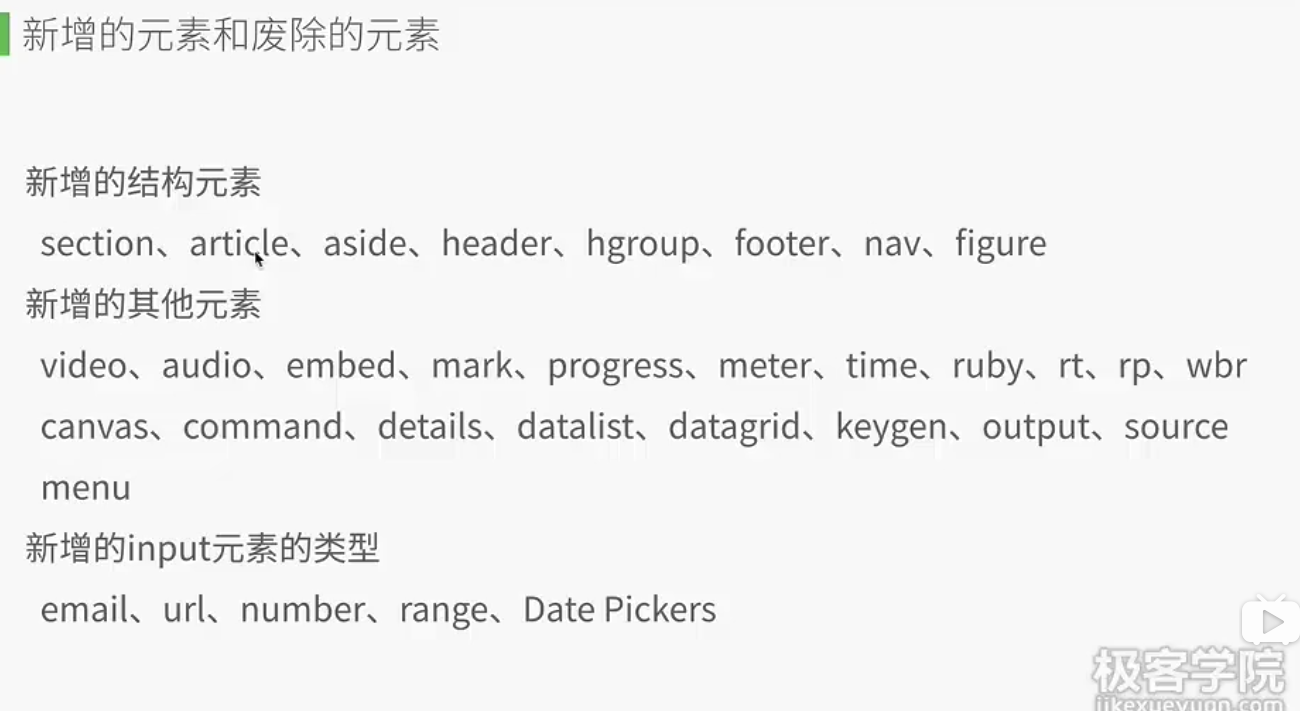 新增的元素和废除的元素
新增的结构元素
section、article、aside、header、hgroup、footer、nav、figure
新增的其他元素
video、audio、embed、mark、progress、meter、time、ruby、rt、rp、wbr
canvas、command、details、datalist、datagrid、keygen、output、source
menu
新增的input元素的类型
email、url、number、range、Date Pickers
极客学院
jikexueyuan.com